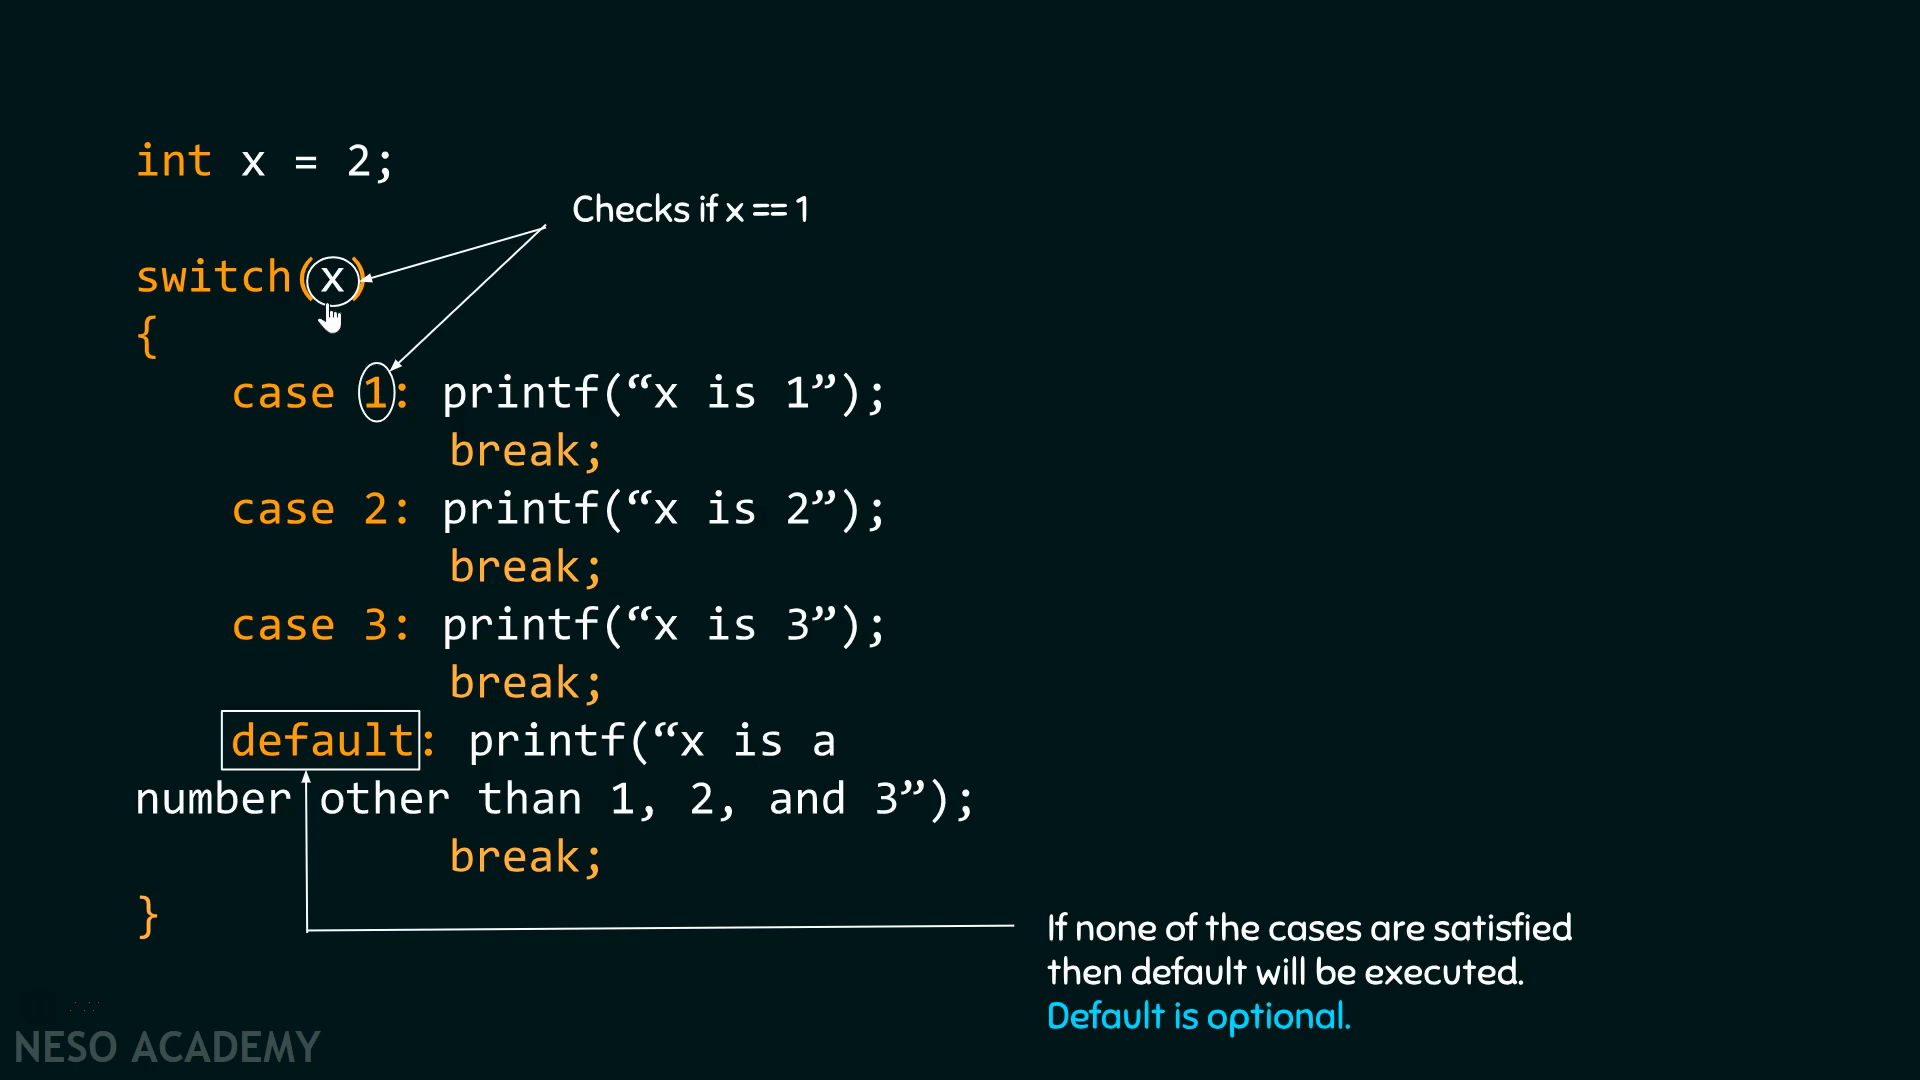 int x = 2;
Checks if x == 1
switch(x)
{
case 1: printf(“x is 1”);
break;
case 2: printf(“x is 2”);
break;
case 3: printf(“x is 3”);
break;
default: printf(“x is a
number other than 1, 2, and 3”);
break;
}
If none of the cases are satisfied
then default will be executed.
Default is optional.
NESO ACADEMY